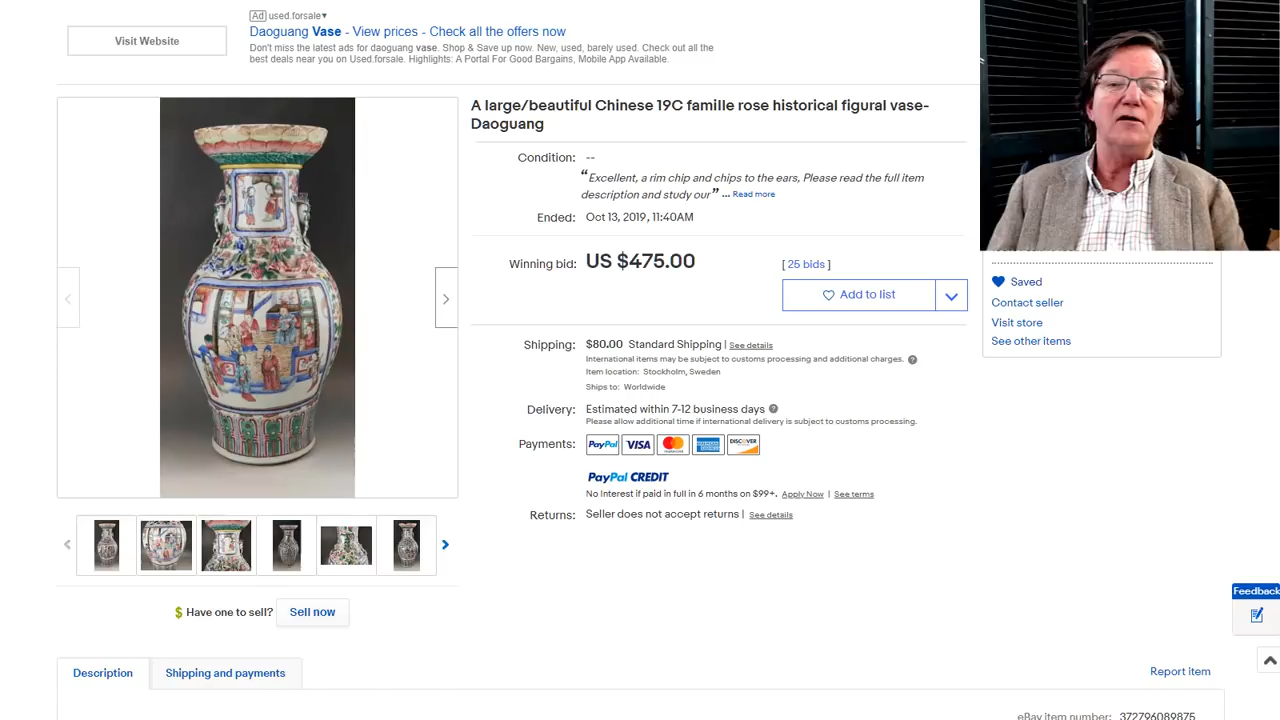 Visit Website
Ad used.forsale▾
Daoguang Vase - View prices - Check all the offers now
Don't miss the latest ads for daoguang vase. Shop & Save up now. New, used, barely used. Check out all the
best deals near you on Used.forsale. Highlights: A Portal For Good Bargains, Mobile App Available.
A large/beautiful Chinese 19C famille rose historical figural vase-
Daoguang
Condition: --
“Excellent, a rim chip and chips to the ears, Please read the full item
description and study our” ... Read more
Ended: Oct 13, 2019, 11:40AM
Winning bid: US $475.00 [ 25 bids ]
Add to list
Shipping: $80.00 Standard Shipping | See details
International items may be subject to customs processing and additional charges. ?
Item location: Stockholm, Sweden
Ships to: Worldwide
Delivery: Estimated within 7-12 business days ?
Please allow additional time if international delivery is subject to customs processing.
Payments: PayPal VISA mastercard AMERICAN EXPRESS DISCOVER
PayPal CREDIT
No Interest if paid in full in 6 months on $99+. Apply Now | See terms
Returns: Seller does not accept returns | See details
Saved
Contact seller
Visit store
See other items
$ Have one to sell? Sell now
Feedback
Description
Shipping and payments
Report item
eBay item number: 372796089875